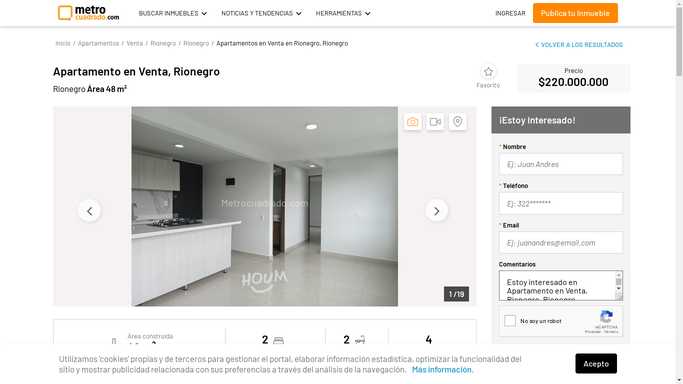 metro
cuadrado.com
BUSCAR INMUEBLES
NOTICIAS Y TENDENCIAS
HERRAMIENTAS
INGRESAR
Publica tu Inmueble
Inicio / Apartamentos / Venta / Rionegro / Rionegro / Apartamentos en Venta en Rionegro, Rionegro
VOLVER A LOS RESULTADOS
Apartamento en Venta, Rionegro
Rionegro Área 48 m²
Favorito
Precio
$220.000.000
Metrocuadrado.com
HOUM
1 /19
¡Estoy Interesado!
* Nombre
Ej: Juan Andres
* Teléfono
Ej: 322*******
* Email
Ej: juanandres@email.com
Comentarios
Estoy interesado en
Apartamento en Venta,
Rionegro, Rionegro
No soy un robot
reCAPTCHA
Privacidad - Términos
Área construida
2
2
4
Utilizamos 'cookies' propias y de terceros para gestionar el portal, elaborar información estadística, optimizar la funcionalidad del
sitio y mostrar publicidad relacionada con sus preferencias a través del análisis de la navegación. Más información.
Acepto